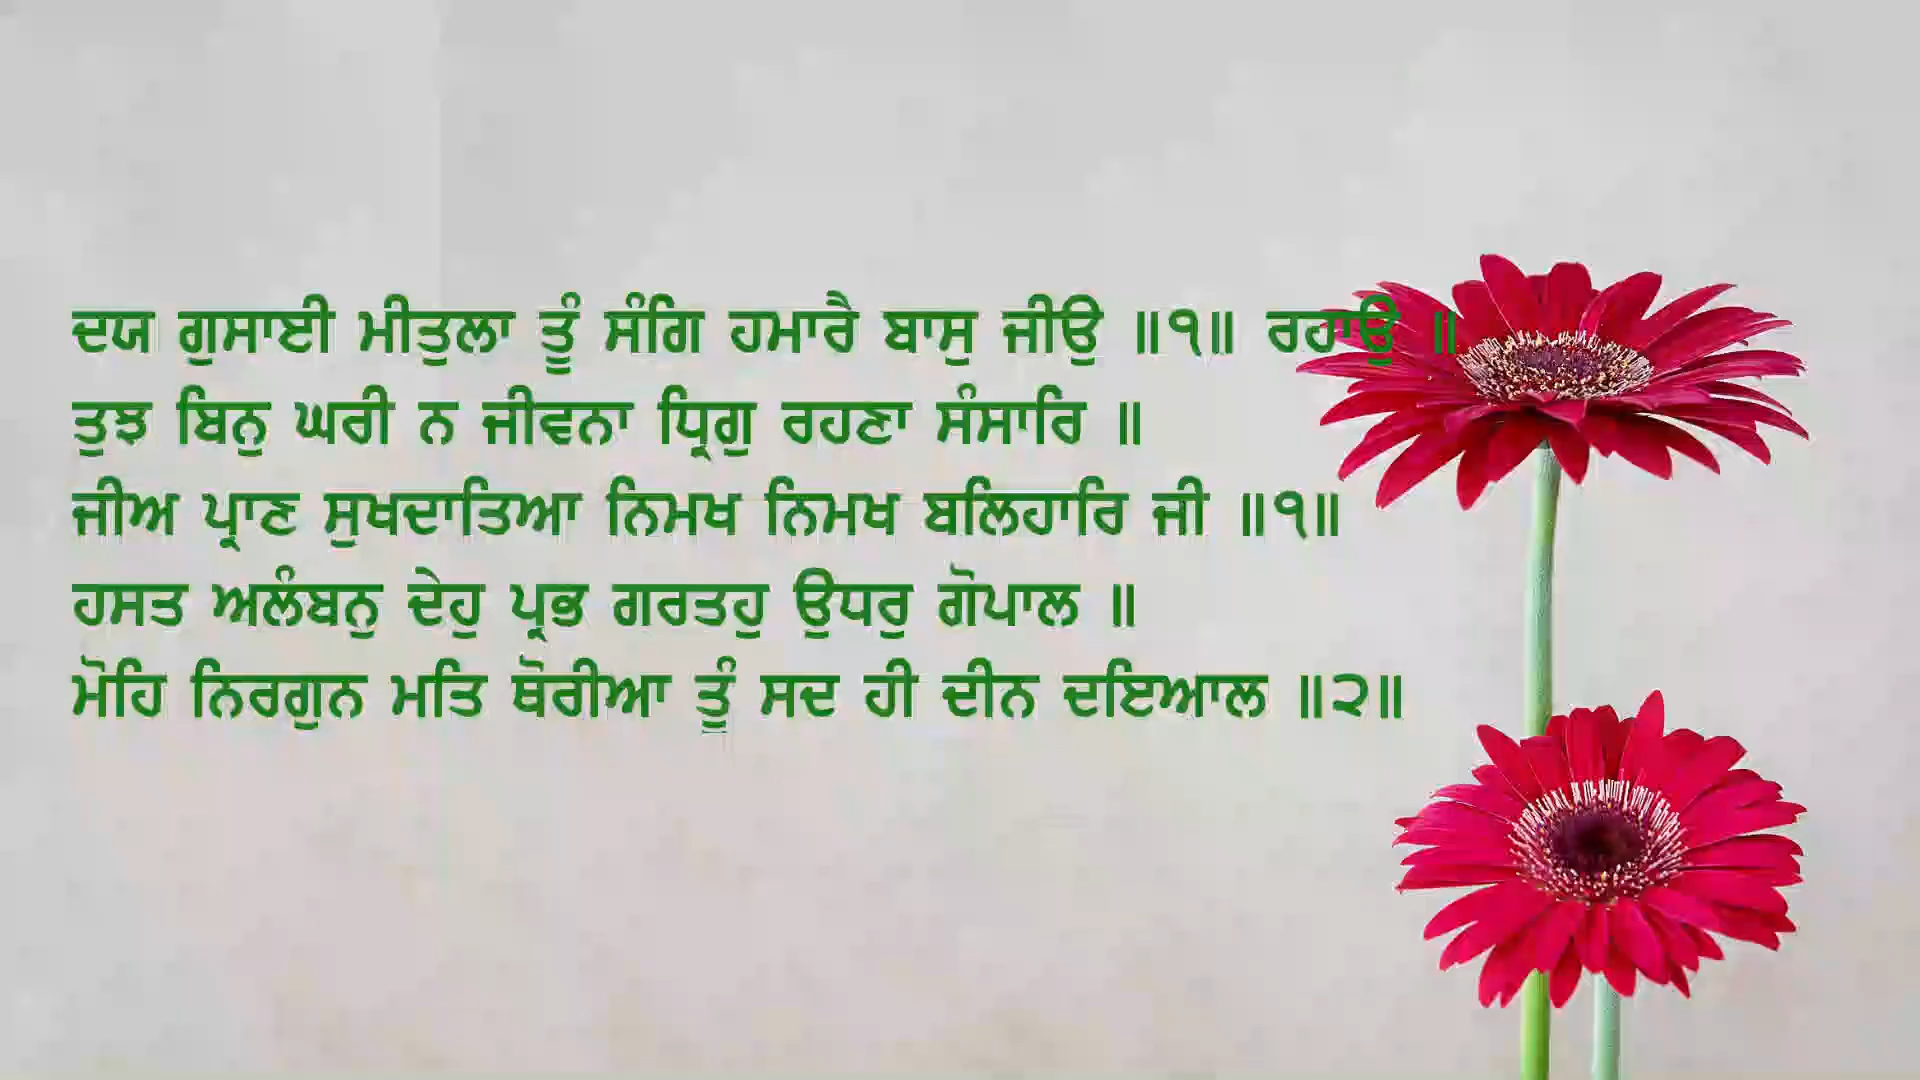 ਦਯ ਗੁਸਾਈ ਮੀਤੁਲਾ ਤੂੰ ਸੰਗਿ ਹਮਾਰੈ ਬਾਸੁ ਜੀਉ ॥੧॥ ਰਹਾਉ ॥
ਤੁਝ ਬਿਨੁ ਘਰੀ ਨ ਜੀਵਨਾ ਧ੍ਰਿਗੁ ਰਹਣਾ ਸੰਸਾਰਿ ॥
ਜੀਅ ਪ੍ਰਾਣ ਸੁਖਦਾਤਿਆ ਨਿਮਖ ਨਿਮਖ ਬਲਿਹਾਰਿ ਜੀ ॥੧॥
ਹਸਤ ਅਲੰਬਨੁ ਦੇਹੁ ਪ੍ਰਭ ਗਰਤਹੁ ਉਧਰੁ ਗੋਪਾਲ ॥
ਮੋਹਿ ਨਿਰਗੁਨ ਮਤਿ ਥੋਰੀਆ ਤੂੰ ਸਦ ਹੀ ਦੀਨ ਦਇਆਲ ॥੨॥